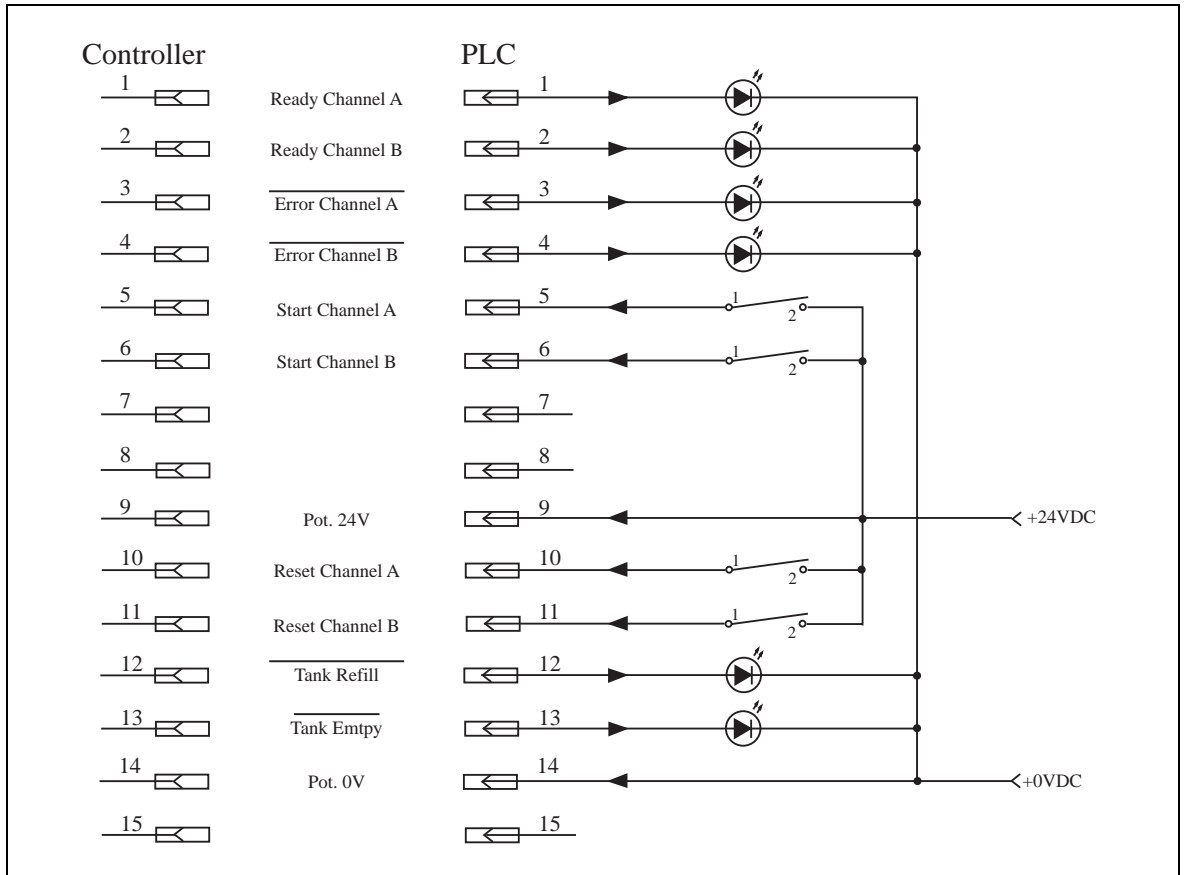 Controller PLC
1 Ready Channel A 1
2 Ready Channel B 2
3 Error Channel A 3
4 Error Channel B 4
5 Start Channel A 5 1 2
6 Start Channel B 6 1 2
7 7
8 8
9 Pot. 24V 9 +24VDC
10 Reset Channel A 10 1 2
11 Reset Channel B 11 1 2
12 Tank Refill 12
13 Tank Emtpy 13
14 Pot. 0V 14 +0VDC
15 15